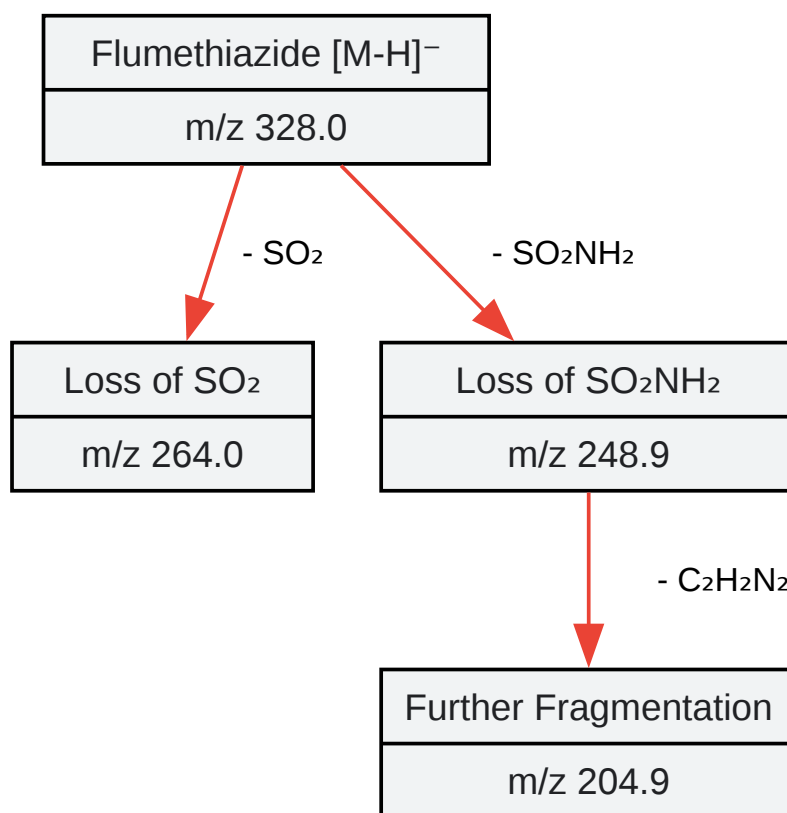 Flumethiazide [M-H]⁻
m/z 328.0
- SO₂
- SO₂NH₂
Loss of SO₂
m/z 264.0
Loss of SO₂NH₂
m/z 248.9
- C₂H₂N₂
Further Fragmentation
m/z 204.9